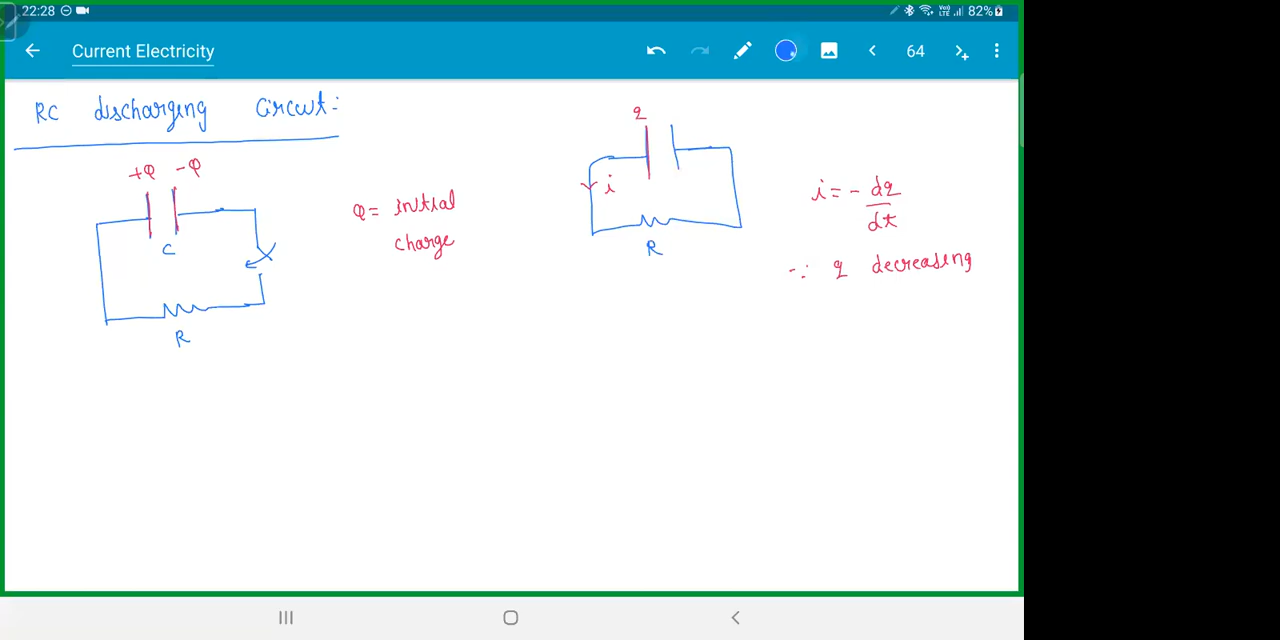 22:28 82%
Current Electricity 64
RC discharging Circuit:-
+Q -Q
C
R
Q = initial
charge
q
i
R
i = - dq
dt
∵ q decreasing